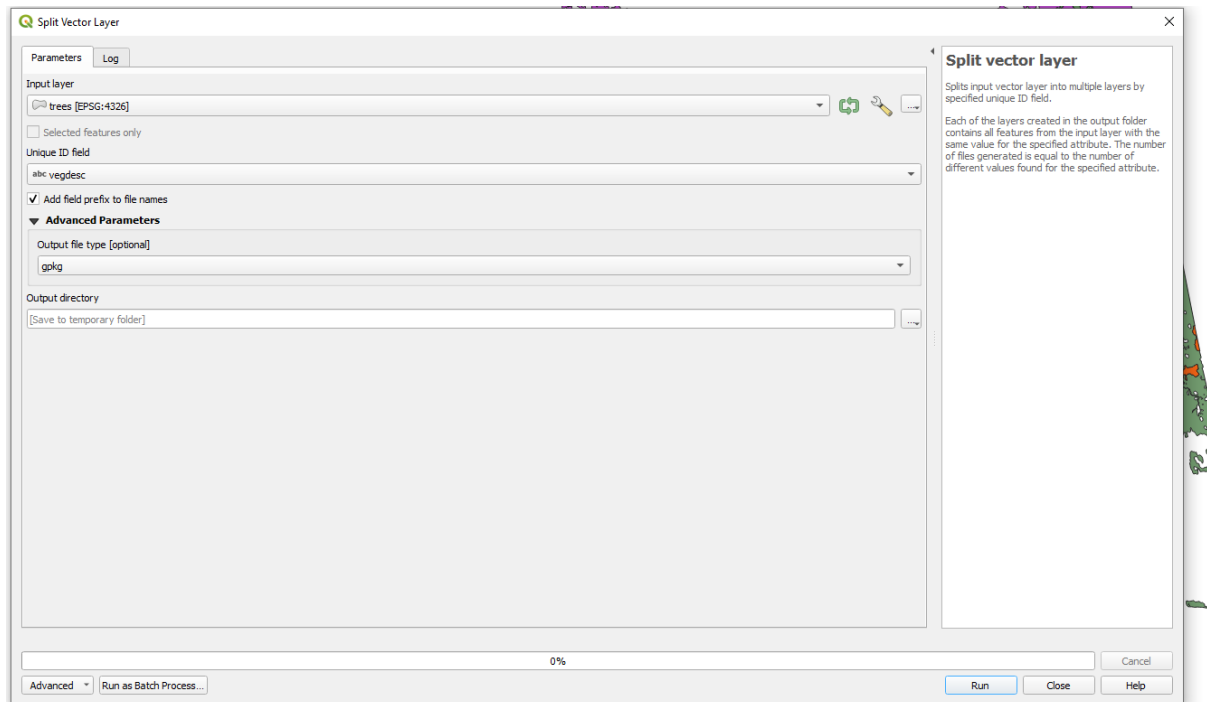 Split Vector Layer
Parameters
Log
Input layer
trees [EPSG:4326]
...
Selected features only
Unique ID field
abc vegdesc
Add field prefix to file names
Advanced Parameters
Output file type [optional]
gpkg
Output directory
[Save to temporary folder]
...
0%
Cancel
Advanced
Run as Batch Process...
Run
Close
Help
Split vector layer
Splits input vector layer into multiple layers by
specified unique ID field.
Each of the layers created in the output folder
contains all features from the input layer with the
same value for the specified attribute. The number
of files generated is equal to the number of
different values found for the specified attribute.